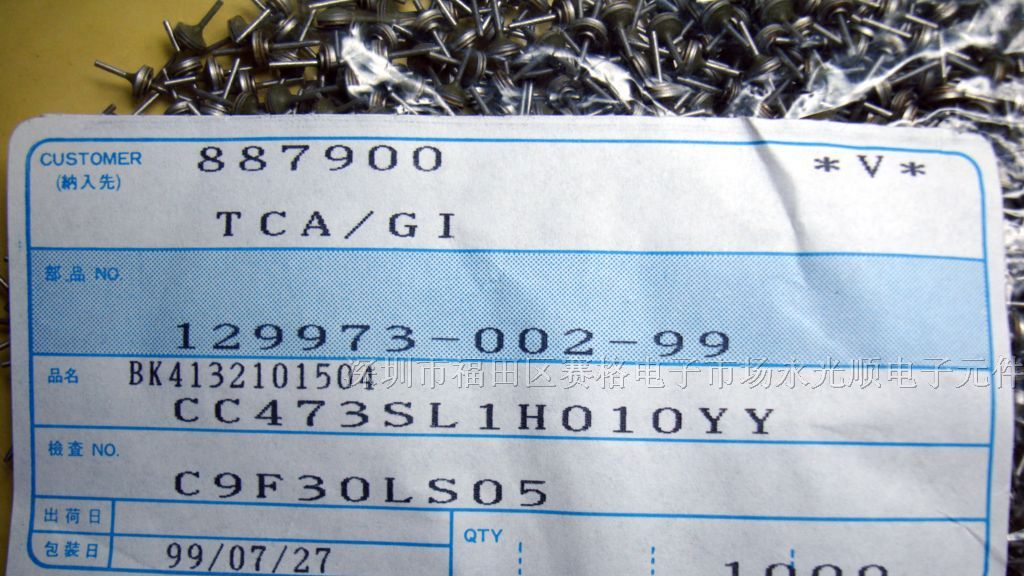 CUSTOMER 887900 *V*
(納入先)
TCA/GI
部品 NO.
129973-002-99
品名 BK4132101504
深圳市福田区赛格电子市场永光顺电子元件
CC473SL1H010YY
檢査 NO.
C9F30LS05
出荷日
包裝日 99/07/27
QTY